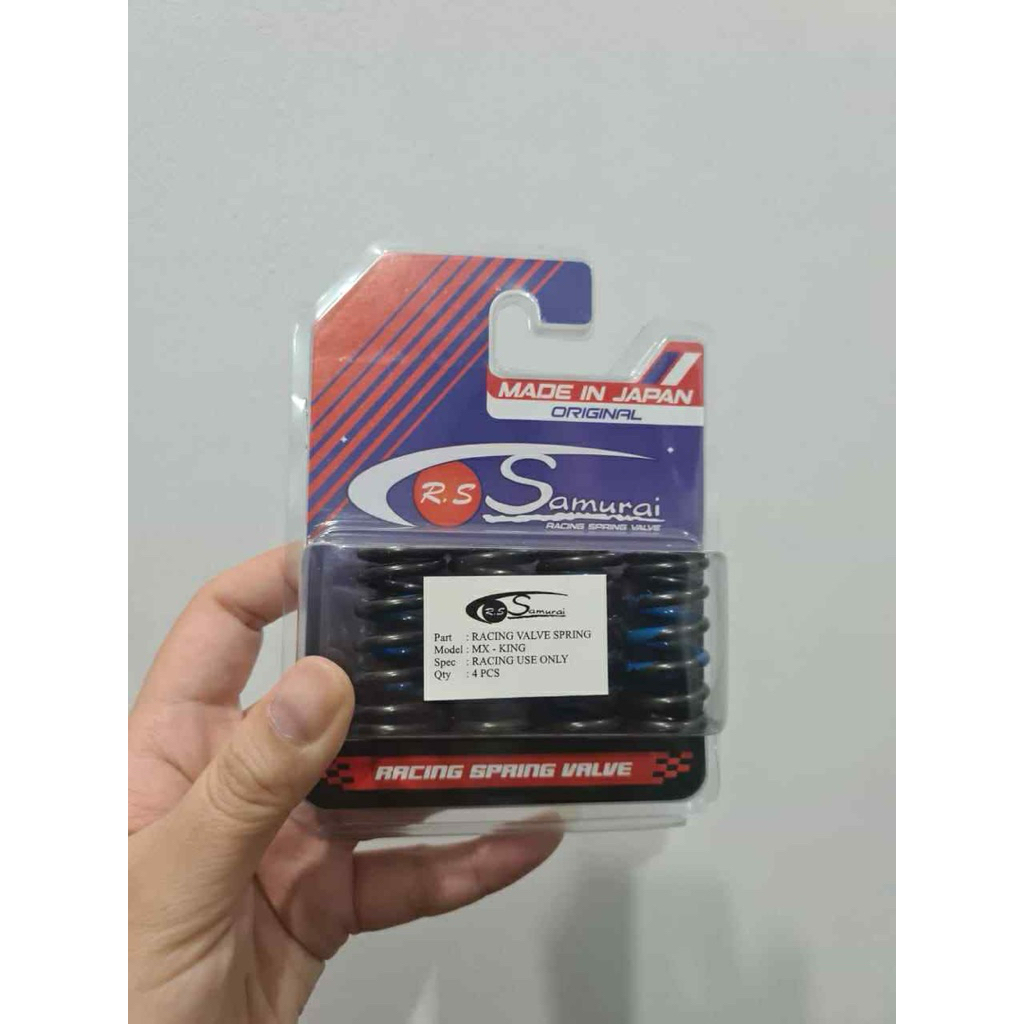 MADE IN JAPAN
ORIGINAL
R.S Samurai
RACING SPRING VALVE
R.S Samurai
Part : RACING VALVE SPRING
Model : MX - KING
Spec : RACING USE ONLY
Qty : 4 PCS
RACING SPRING VALVE